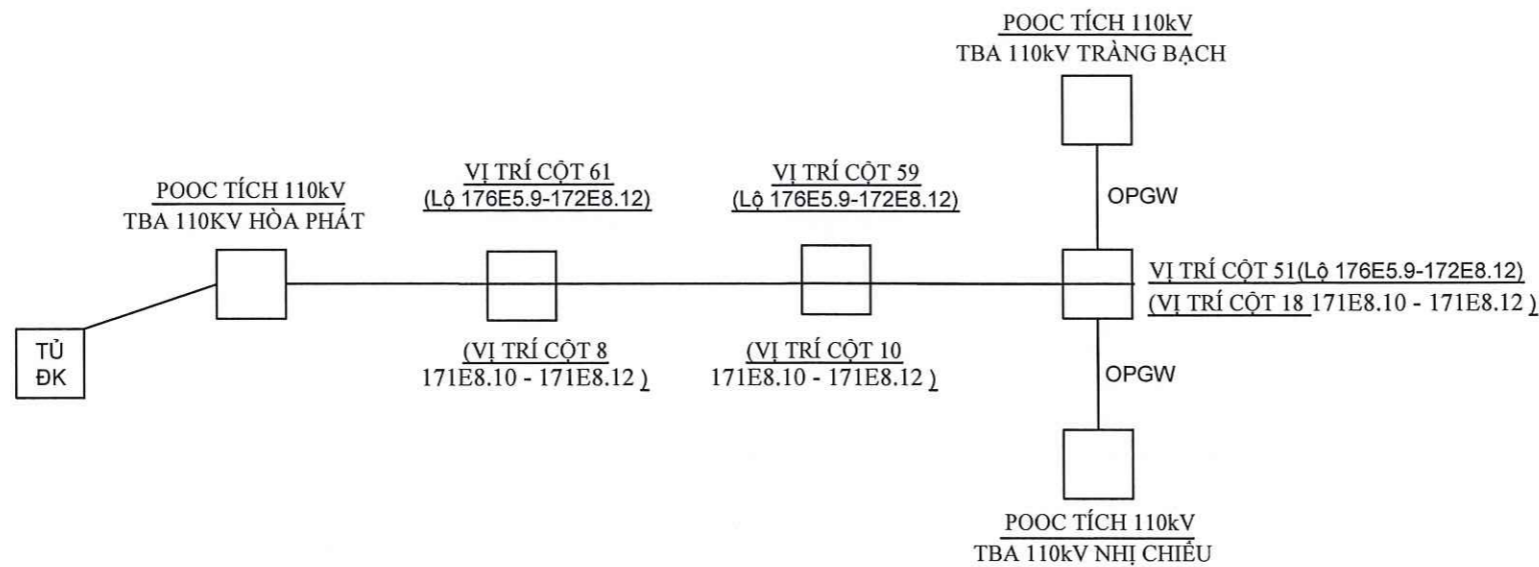 POOC TÍCH 110kV
TBA 110kV TRÀNG BẠCH
OPGW
VỊ TRÍ CỘT 61
(Lộ 176E5.9-172E8.12)
VỊ TRÍ CỘT 59
(Lộ 176E5.9-172E8.12)
POOC TÍCH 110kV
TBA 110KV HÒA PHÁT
VỊ TRÍ CỘT 51(Lộ 176E5.9-172E8.12)
(VỊ TRÍ CỘT 18 171E8.10 - 171E8.12 )
TỦ
ĐK
(VỊ TRÍ CỘT 8
171E8.10 - 171E8.12 )
(VỊ TRÍ CỘT 10
171E8.10 - 171E8.12 )
OPGW
POOC TÍCH 110kV
TBA 110kV NHỊ CHIỂU